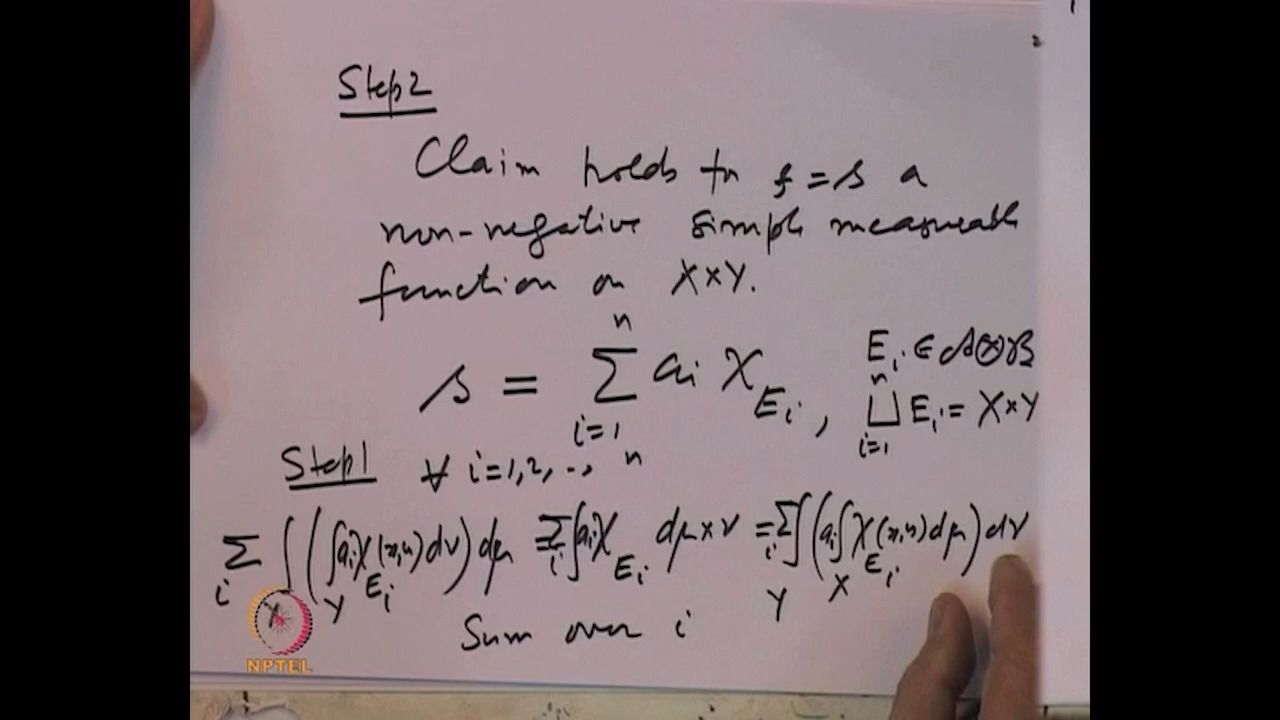 Step 2
Claim holds for f = s a
non-negative simple measurable
function on X×Y.
s = ∑_{i=1}^{n} a_i χ_{E_i}, E_i ∈ 𝒜⊗ℬ
⊔_{i=1}^{n} E_i = X×Y
Step 1 ∀ i=1,2,..,n
∑_i ∫(∫_Y a_i χ_{E_i}(x,y)dν)dμ = ∑_i ∫ a_i χ_{E_i} dμ×ν = ∑_i ∫_Y (a_i ∫_X χ_{E_i}(x,y)dμ)dν
Sum over i
NPTEL